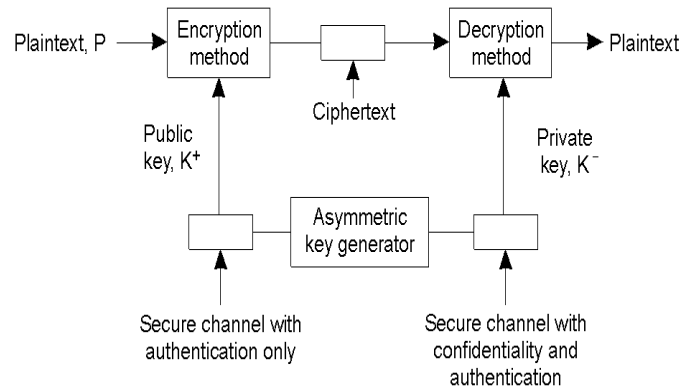 Plaintext, P
Encryption
method
Decryption
method
Plaintext
Ciphertext
Public
key, K⁺
Private
key, K⁻
Asymmetric
key generator
Secure channel with
authentication only
Secure channel with
confidentiality and
authentication